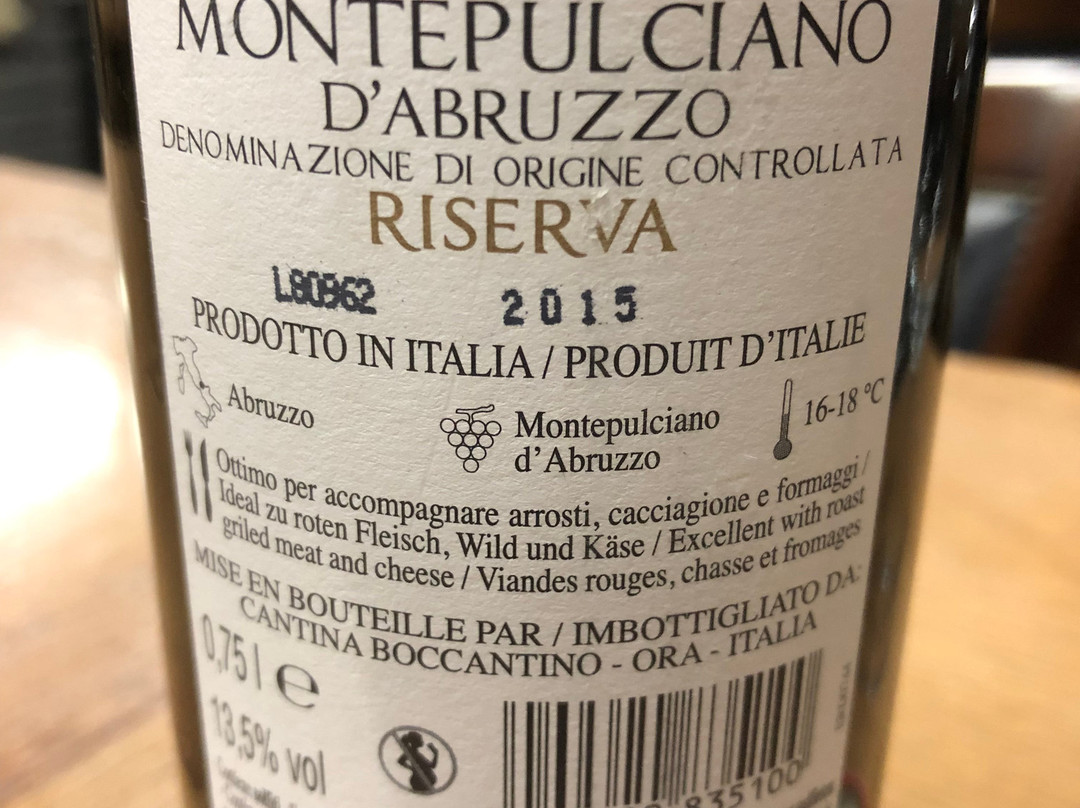 MONTEPULCIANO
D'ABRUZZO
DENOMINAZIONE DI ORIGINE CONTROLLATA
RISERVA
L80962 2015
PRODOTTO IN ITALIA / PRODUIT D'ITALIE
Abruzzo
Montepulciano
d'Abruzzo
16-18 °C
Ottimo per accompagnare arrosti, cacciagione e formaggi /
Ideal zu roten Fleisch, Wild und Käse / Excellent with roast
griled meat and cheese / Viandes rouges, chasse et fromages
MISE EN BOUTEILLE PAR / IMBOTTIGLIATO DA:
CANTINA BOCCANTINO - ORA - ITALIA
0,75 l e
13,5% vol
835100